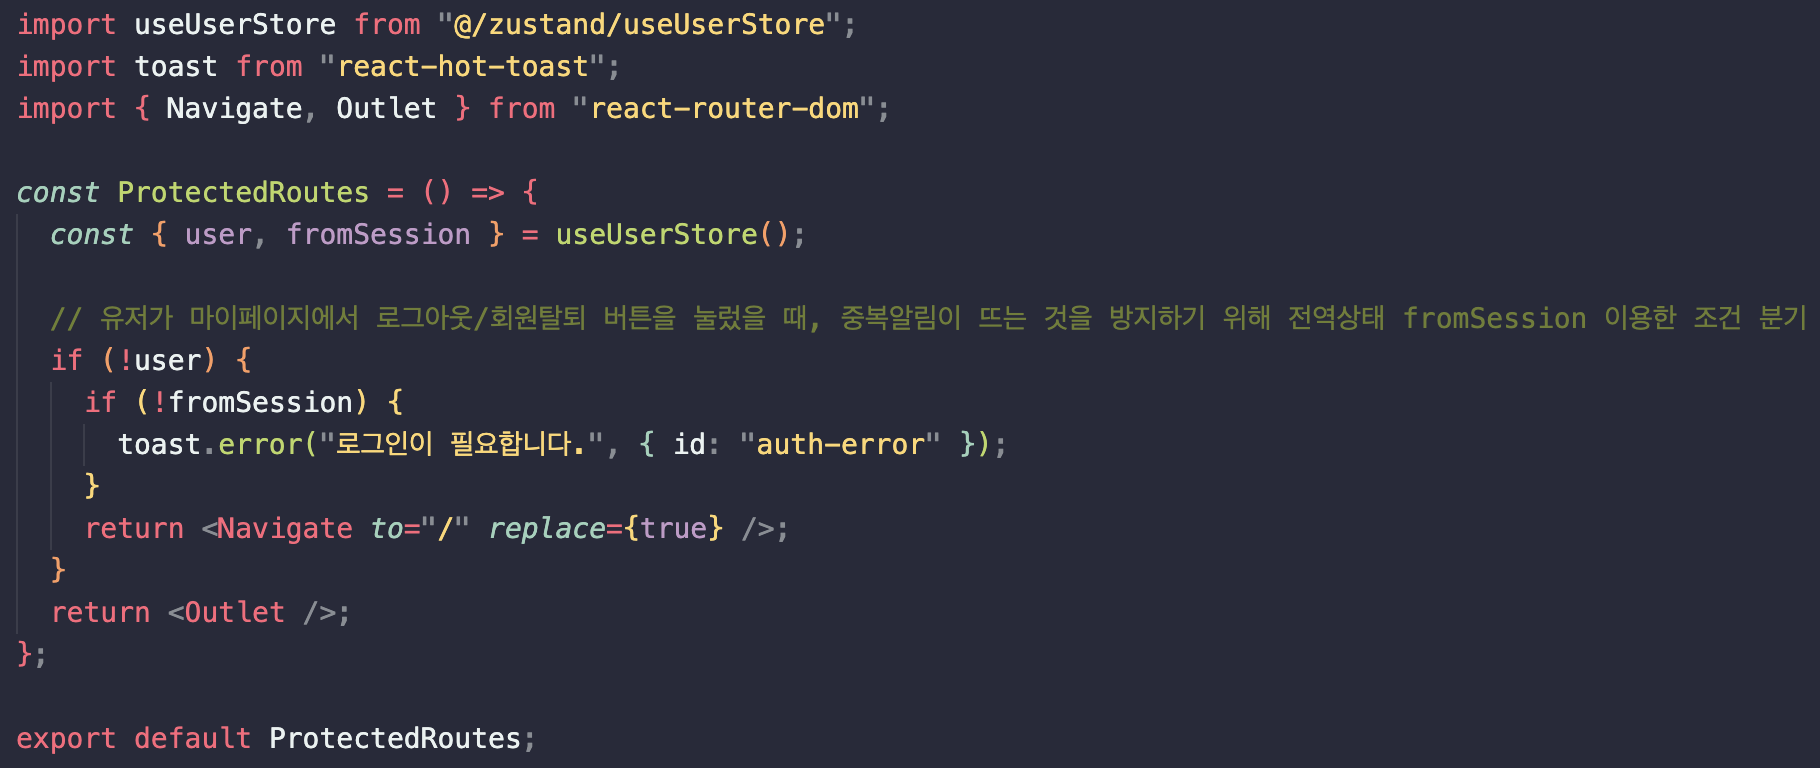 import useUserStore from "@/zustand/useUserStore";
import toast from "react-hot-toast";
import { Navigate, Outlet } from "react-router-dom";
const ProtectedRoutes = () => {
const { user, fromSession } = useUserStore();
// 유저가 마이페이지에서 로그아웃/회원탈퇴 버튼을 눌렀을 때, 중복알림이 뜨는 것을 방지하기 위해 전역상태 fromSession 이용한 조건 분기
if (!user) {
if (!fromSession) {
toast.error("로그인이 필요합니다.", { id: "auth-error" });
}
return <Navigate to="/" replace={true} />;
}
return <Outlet />;
};
export default ProtectedRoutes;